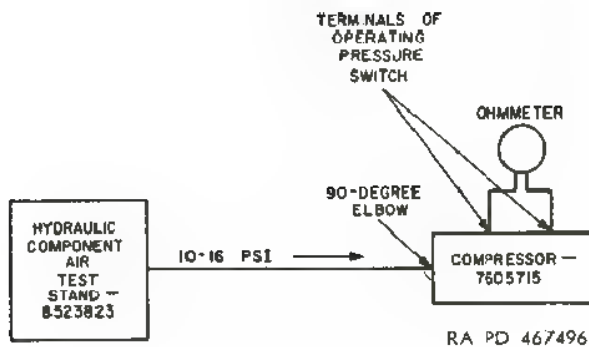 TERMINALS OF
OPERATING
PRESSURE
SWITCH
OHMMETER
90-DEGREE
ELBOW
HYDRAULIC
COMPONENT
AIR
TEST
STAND —
8523823
10-16 PSI
COMPRESSOR —
7605715
RA PD 467496